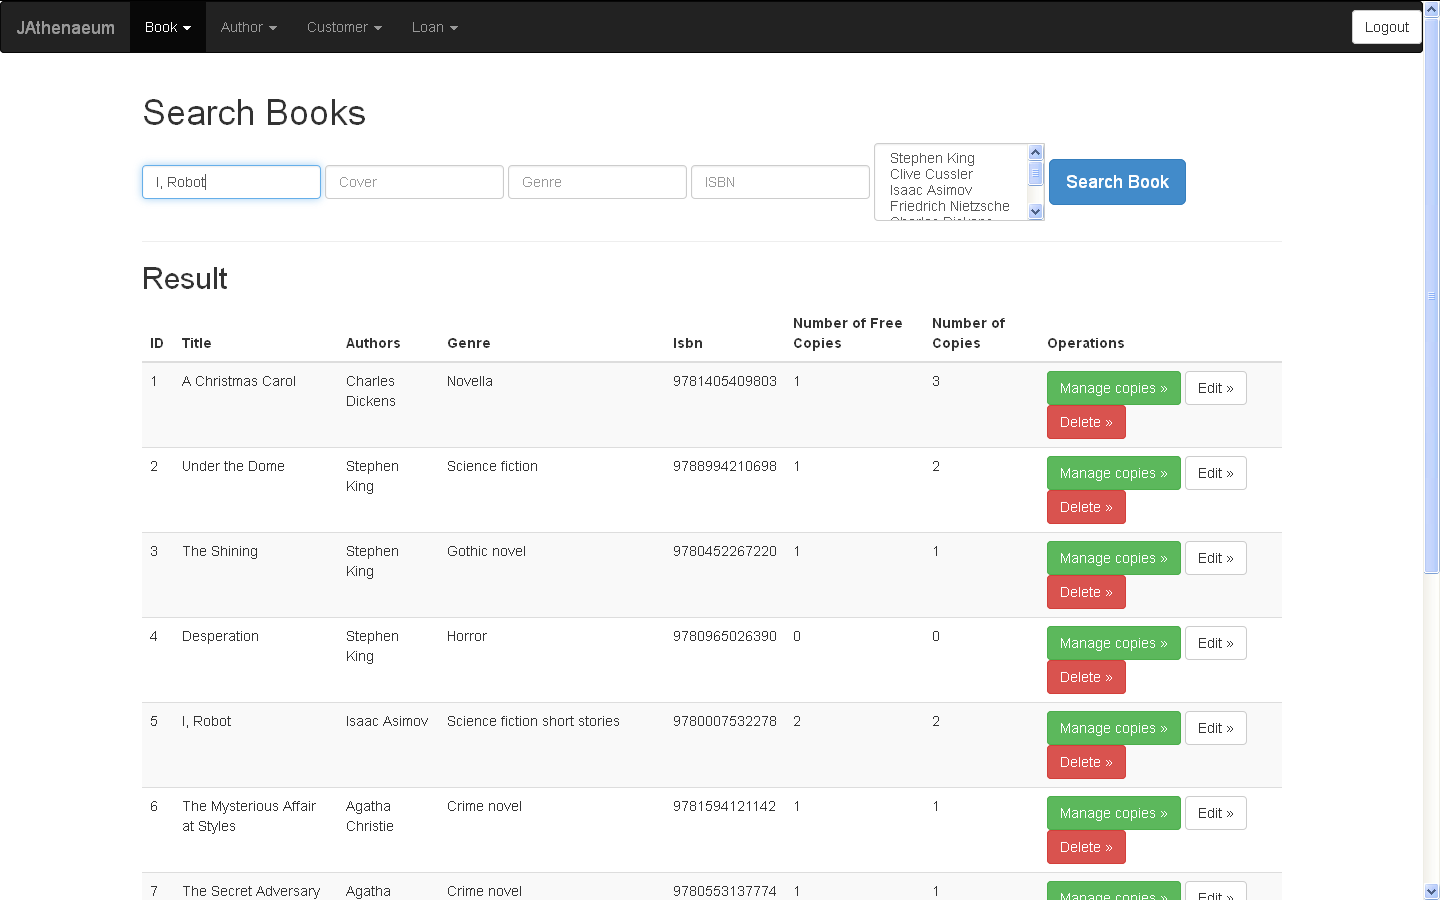 JAthenaeum Book Author Customer Loan Logout
Search Books
I, Robot Cover Genre ISBN Search Book
Stephen King
Clive Cussler
Isaac Asimov
Friedrich Nietzsche
Charles Dickens
Result
ID Title Authors Genre Isbn Number of Free Copies Number of Copies Operations
1 A Christmas Carol Charles Dickens Novella 9781405409803 1 3 Manage copies » Edit »
Delete »
2 Under the Dome Stephen King Science fiction 9788994210698 1 2 Manage copies » Edit »
Delete »
3 The Shining Stephen King Gothic novel 9780452267220 1 1 Manage copies » Edit »
Delete »
4 Desperation Stephen King Horror 9780965026390 0 0 Manage copies » Edit »
Delete »
5 I, Robot Isaac Asimov Science fiction short stories 9780007532278 2 2 Manage copies » Edit »
Delete »
6 The Mysterious Affair at Styles Agatha Christie Crime novel 9781594121142 1 1 Manage copies » Edit »
Delete »
7 The Secret Adversary Agatha Crime novel 9780553137774 1 1 Manage copies » Edit »